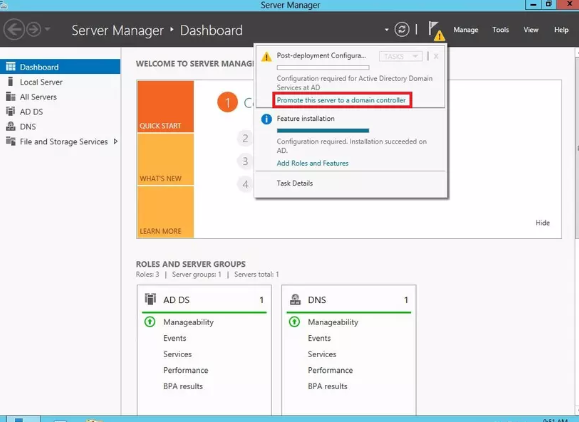 Server Manager
Server Manager • Dashboard
Manage Tools View Help
Dashboard
Local Server
All Servers
AD DS
DNS
File and Storage Services
WELCOME TO SERVER MANAG
QUICK START
WHAT'S NEW
LEARN MORE
1
2
3
4
Post-deployment Configura...
TASKS
X
Configuration required for Active Directory Domain
Services at AD
Promote this server to a domain controller
Feature installation
Configuration required. Installation succeeded on
AD.
Add Roles and Features
Task Details
Hide
ROLES AND SERVER GROUPS
Roles: 3 | Server groups: 1 | Servers total: 1
AD DS 1
Manageability
Events
Services
Performance
BPA results
DNS 1
Manageability
Events
Services
Performance
BPA results